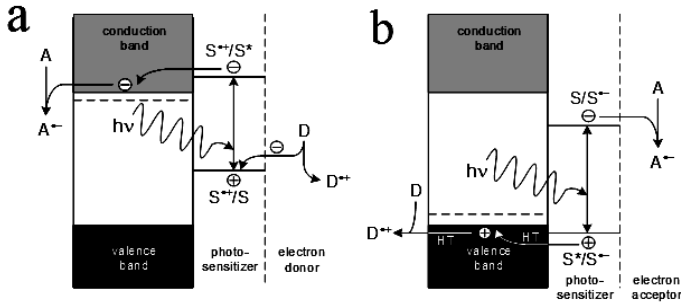 a
conduction
band
S•+/S*
A
⊖
⊖
A•–
hν
⊖
D
⊕
S•+/S
D•+
valence
band
photo-
sensitizer
electron
donor
b
conduction
band
S/S•–
A
⊖
A•–
hν
D
D•+
HT
⊕
HT
⊕
valence
band
S*/S•–
photo-
sensitizer
electron
acceptor